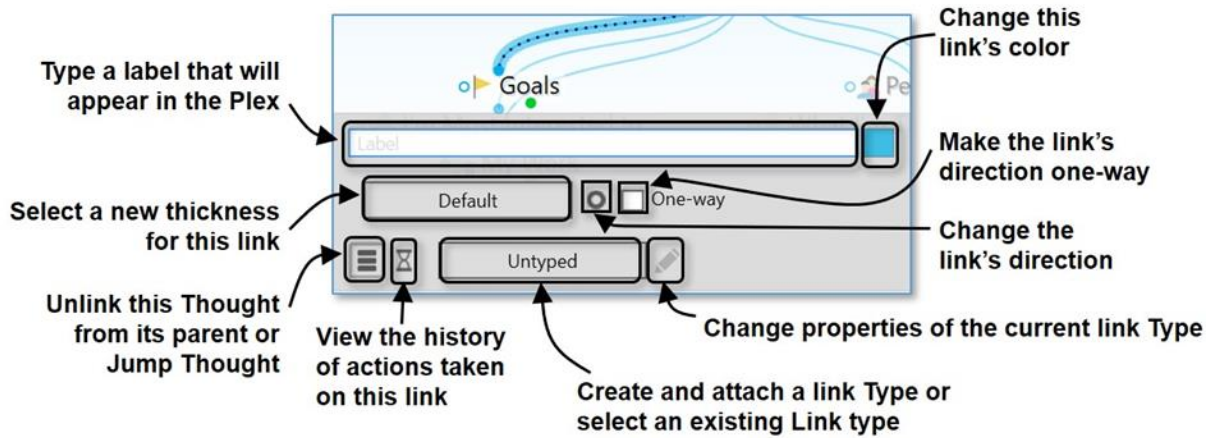 Change this
link's color
Type a label that will
appear in the Plex
Goals
Pe
Label
Make the link's
direction one-way
Select a new thickness
for this link
Default
One-way
Change the
link's direction
Untyped
Unlink this Thought
from its parent or
Jump Thought
View the history
of actions taken
on this link
Change properties of the current link Type
Create and attach a link Type or
select an existing Link type